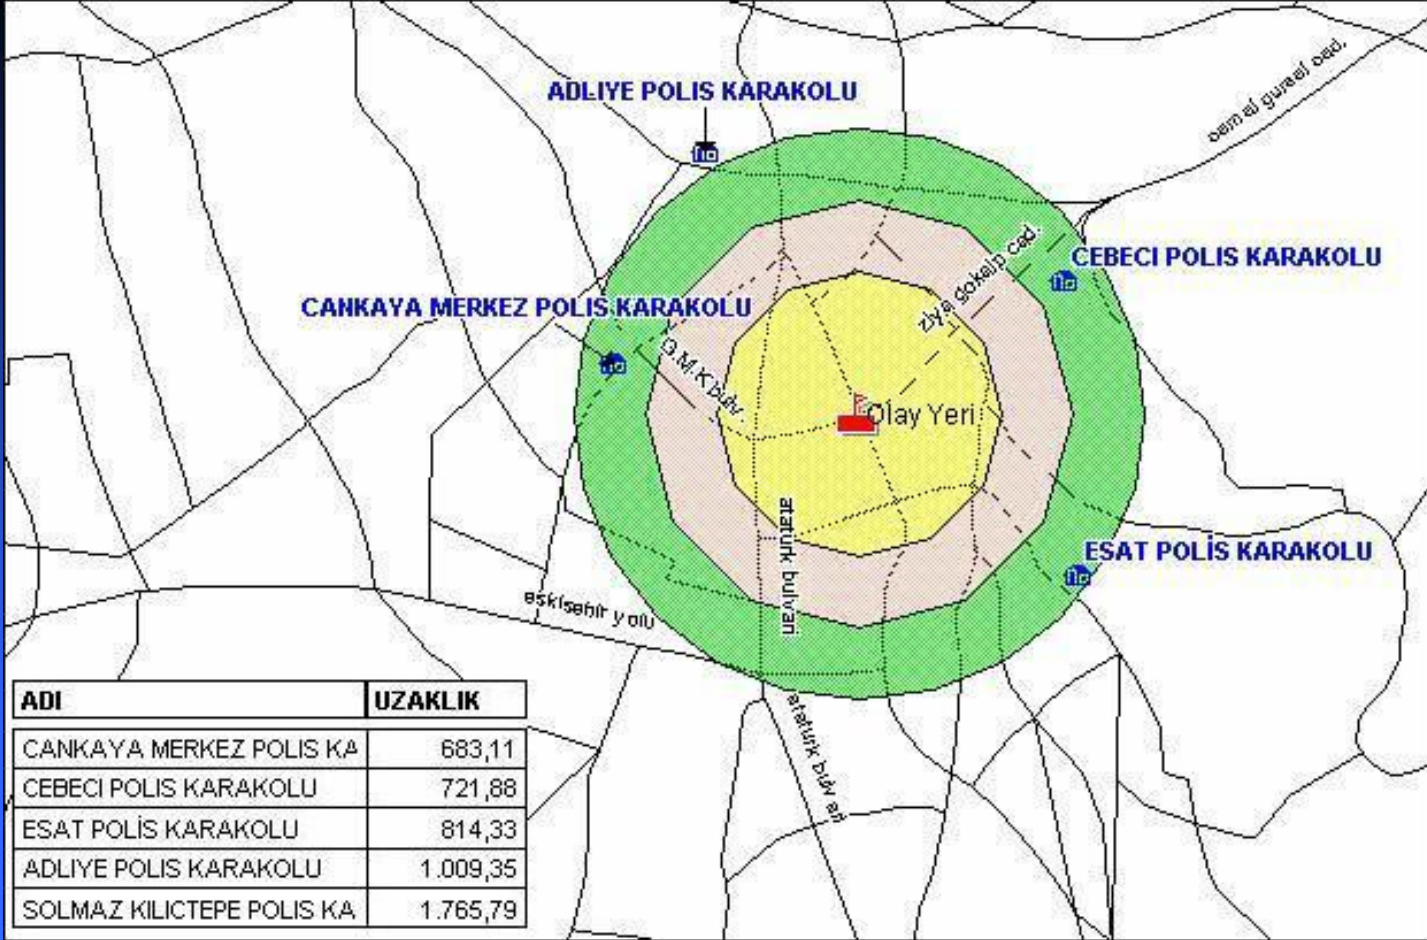 ADLIYE POLIS KARAKOLU
cemal gursel cad.
ziya gokalp cad.
CEBECI POLIS KARAKOLU
CANKAYA MERKEZ POLIS KARAKOLU
G.M.K bulv.
Olay Yeri
ataturk bulvari
ESAT POLİS KARAKOLU
eskisehir yolu
ataturk bulvari
ADI UZAKLIK
CANKAYA MERKEZ POLIS KA 683,11
CEBECI POLIS KARAKOLU 721,88
ESAT POLİS KARAKOLU 814,33
ADLIYE POLIS KARAKOLU 1.009,35
SOLMAZ KILICTEPE POLIS KA 1.765,79